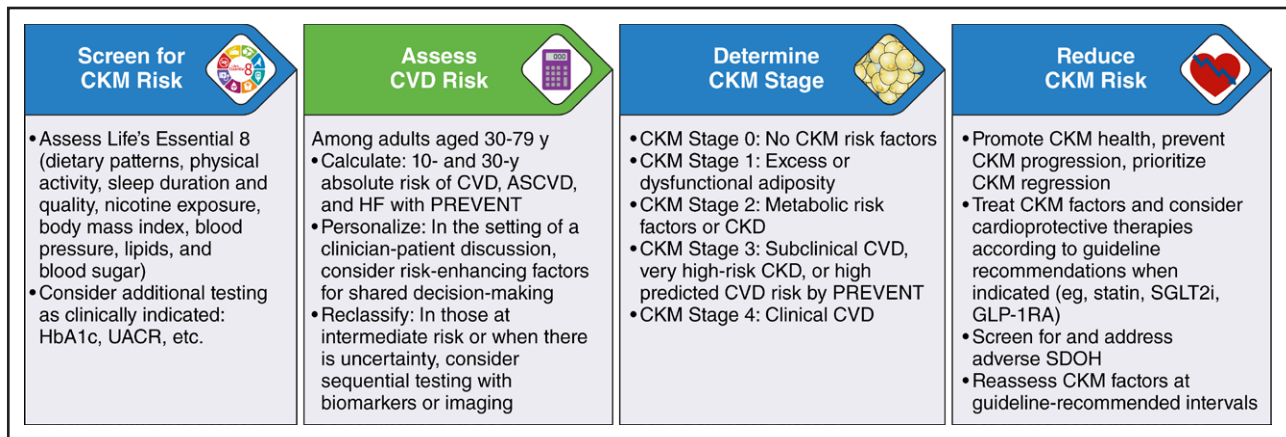 Screen for
CKM Risk
8
• Assess Life's Essential 8
(dietary patterns, physical
activity, sleep duration and
quality, nicotine exposure,
body mass index, blood
pressure, lipids, and
blood sugar)
• Consider additional testing
as clinically indicated:
HbA1c, UACR, etc.
Assess
CVD Risk
000
Among adults aged 30-79 y
• Calculate: 10- and 30-y
absolute risk of CVD, ASCVD,
and HF with PREVENT
• Personalize: In the setting of a
clinician-patient discussion,
consider risk-enhancing factors
for shared decision-making
• Reclassify: In those at
intermediate risk or when there
is uncertainty, consider
sequential testing with
biomarkers or imaging
Determine
CKM Stage
• CKM Stage 0: No CKM risk factors
• CKM Stage 1: Excess or
dysfunctional adiposity
• CKM Stage 2: Metabolic risk
factors or CKD
• CKM Stage 3: Subclinical CVD,
very high-risk CKD, or high
predicted CVD risk by PREVENT
• CKM Stage 4: Clinical CVD
Reduce
CKM Risk
• Promote CKM health, prevent
CKM progression, prioritize
CKM regression
• Treat CKM factors and consider
cardioprotective therapies
according to guideline
recommendations when
indicated (eg, statin, SGLT2i,
GLP-1RA)
• Screen for and address
adverse SDOH
• Reassess CKM factors at
guideline-recommended intervals